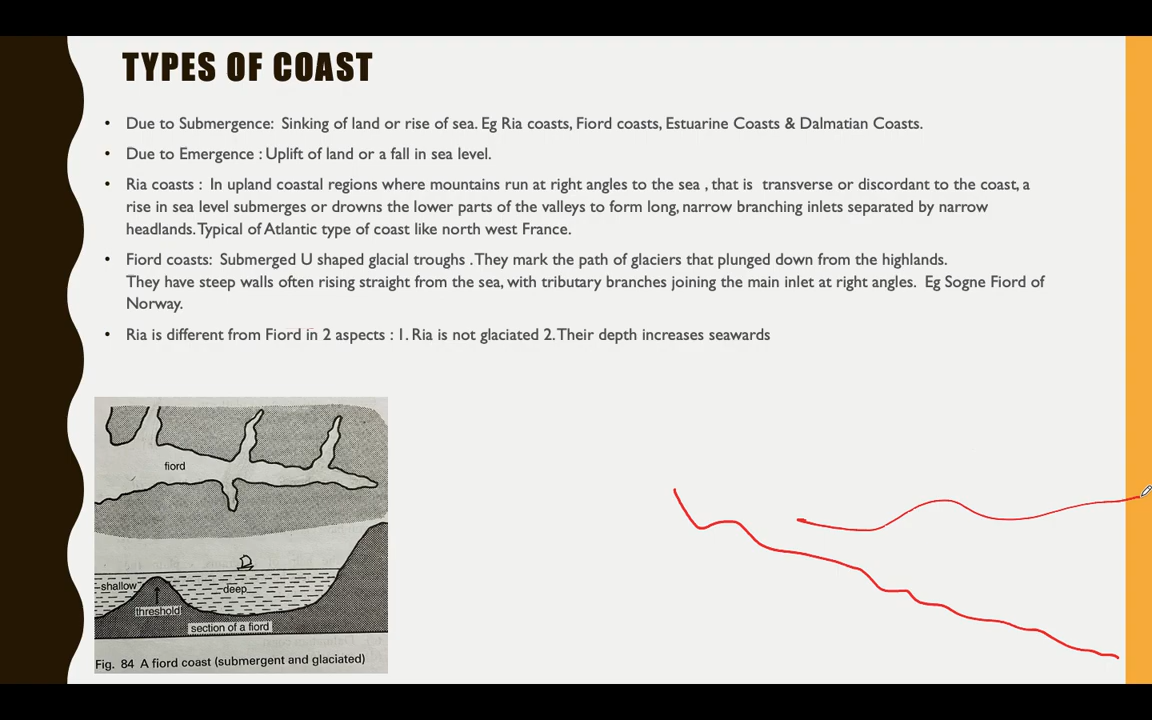 TYPES OF COAST
• Due to Submergence: Sinking of land or rise of sea. Eg Ria coasts, Fiord coasts, Estuarine Coasts & Dalmatian Coasts.
• Due to Emergence : Uplift of land or a fall in sea level.
• Ria coasts : In upland coastal regions where mountains run at right angles to the sea , that is transverse or discordant to the coast, a
rise in sea level submerges or drowns the lower parts of the valleys to form long, narrow branching inlets separated by narrow
headlands. Typical of Atlantic type of coast like north west France.
• Fiord coasts: Submerged U shaped glacial troughs . They mark the path of glaciers that plunged down from the highlands.
They have steep walls often rising straight from the sea, with tributary branches joining the main inlet at right angles. Eg Sogne Fiord of
Norway.
• Ria is different from Fiord in 2 aspects : 1. Ria is not glaciated 2. Their depth increases seawards
fiord
shallow
deep
threshold
section of a fiord
Fig. 84 A fiord coast (submergent and glaciated)